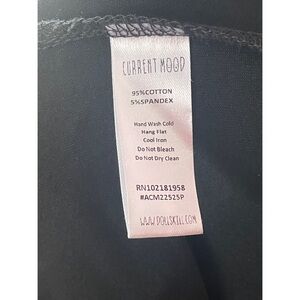 CURRENT MOOD
95%COTTON
5%SPANDEX
Hand Wash Cold
Hang Flat
Cool Iron
Do Not Bleach
Do Not Dry Clean
RN102181958
#ACM22525P
WWW.DOLLSKILL.COM